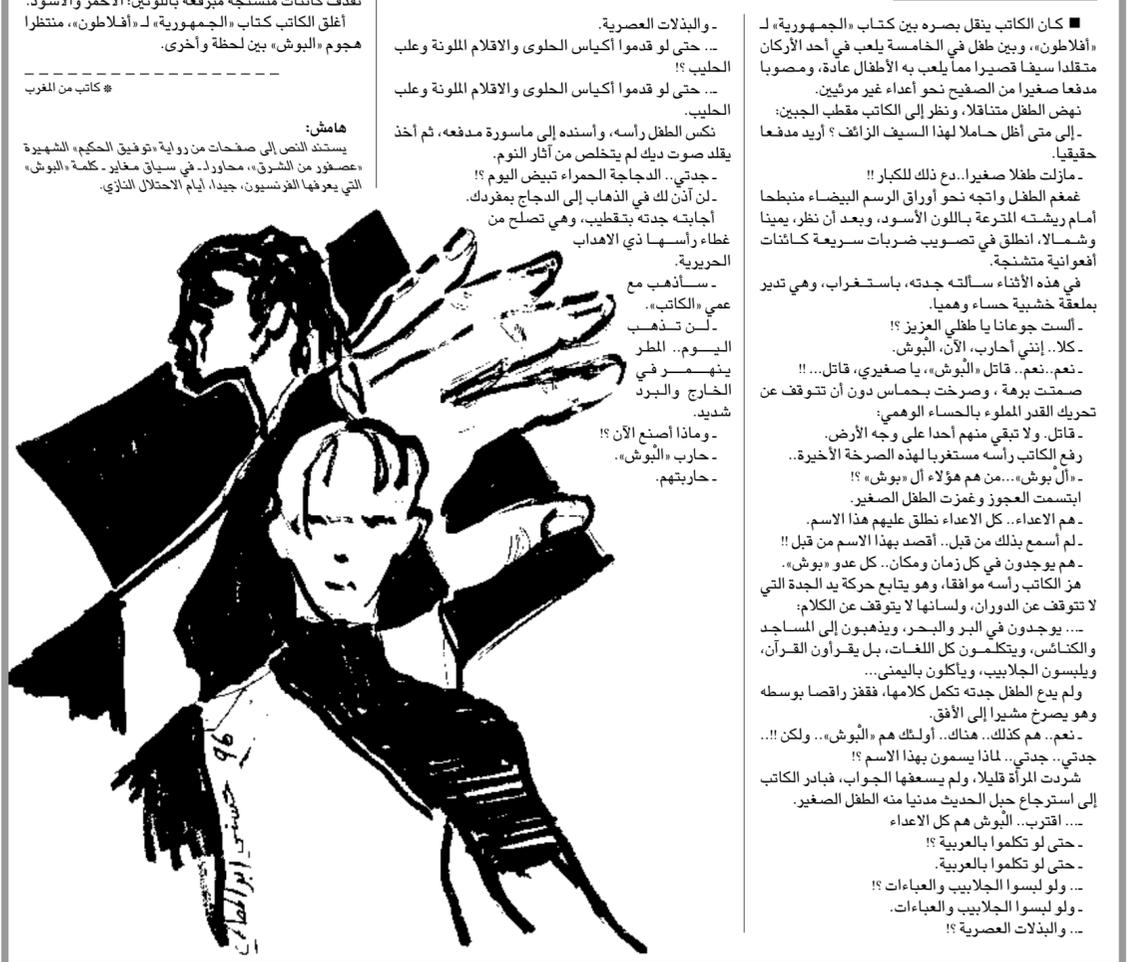 ■ كان الكاتب ينقل بصره بين كتاب «الجمهورية» لـ
«أفلاطون»، وبين طفل في الخامسة يلعب في أحد الأركان
متقلدا سيفا قصيرا مما يلعب به الأطفال عادة، ومصوبا
مدفعا صغيرا من الصفيح نحو أعداء غير مرئيين.
نهض الطفل متثاقلا، ونظر إلى الكاتب مقطب الجبين:
ـ إلى متى أظل حاملا لهذا السيف الزائف ؟ أريد مدفعا
حقيقيا.
ـ مازلت طفلا صغيرا..دع ذلك للكبار !!
غمغم الطفل واتجه نحو أوراق الرسم البيضاء منبطحا
أمام ريشته المترعة باللون الأسود، وبعد أن نظر، يمينا
وشمالا، انطلق في تصويب ضربات سريعة كائنات
أفعوانية متشنجة.
في هذه الأثناء سألته جدته، باستغراب، وهي تدير
بملعقة خشبية حساء وهميا.
ـ ألست جوعانا يا طفلي العزيز ؟!
ـ كلا.. إنني أحارب، الآن، الْبوش.
ـ نعم..نعم.. قاتل «الْبوش»، يا صغيري، قاتل... !!
صمتت برهة ، وصرخت بحماس دون أن تتوقف عن
تحريك القدر المملوء بالحساء الوهمي:
ـ قاتل. ولا تبقي منهم أحدا على وجه الأرض.
رفع الكاتب رأسه مستغربا لهذه الصرخة الأخيرة..
ـ «ألْ بوش»...من هم هؤلاء أل «بوش» ؟!
ابتسمت العجوز وغمزت الطفل الصغير.
ـ هم الاعداء.. كل الاعداء نطلق عليهم هذا الاسم.
ـ لم أسمع بذلك من قبل.. أقصد بهذا الاسم من قبل !!
ـ هم يوجدون في كل زمان ومكان.. كل عدو «بوش».
هز الكاتب رأسه موافقا، وهو يتابع حركة يد الجدة التي
لا تتوقف عن الدوران، ولسانها لا يتوقف عن الكلام:
ـ... يوجدون في البر والبحر، ويذهبون إلى المساجد
والكنائس، ويتكلمون كل اللغات، بل يقرأون القرآن،
ويلبسون الجلابيب، ويأكلون باليمنى...
ولم يدع الطفل جدته تكمل كلامها، فقفز راقصا بوسطه
وهو يصرخ مشيرا إلى الأفق.
ـ نعم.. هم كذلك.. هناك.. أولئك هم «الْبوش».. ولكن !!..
جدتي.. جدتي.. لماذا يسمون بهذا الاسم ؟!
شردت المرأة قليلا، ولم يسعفها الجواب، فبادر الكاتب
إلى استرجاع حبل الحديث مدنيا منه الطفل الصغير.
ـ... اقترب.. الْبوش هم كل الاعداء
ـ حتى لو تكلموا بالعربية ؟!
ـ حتى لو تكلموا بالعربية.
ـ.. ولو لبسوا الجلابيب والعباءات ؟!
ـ ولو لبسوا الجلابيب والعباءات.
ـ.. والبذلات العصرية ؟!
ـ والبذلات العصرية.
ـ.. حتى لو قدموا أكياس الحلوى والاقلام الملونة وعلب
الحليب ؟!
ـ.. حتى لو قدموا أكياس الحلوى والاقلام الملونة وعلب
الحليب.
نكس الطفل رأسه، وأسنده إلى ماسورة مدفعه، ثم أخذ
يقلد صوت ديك لم يتخلص من آثار النوم.
ـ جدتي.. الدجاجة الحمراء تبيض اليوم ؟!
ـ لن آذن لك في الذهاب إلى الدجاج بمفردك.
أجابته جدته بتقطيب، وهي تصلح من
غطاء رأسها ذي الاهداب
الحريرية.
ـ سأذهب مع
عمي «الكاتب».
ـ لن تذهب
اليوم.. المطر
ينهمر في
الخارج والبرد
شديد.
ـ وماذا أصنع الآن ؟!
ـ حارب «الْبوش».
ـ حاربتهم.
أغلق الكاتب كتاب «الجمهورية» لـ «أفلاطون»، منتظرا
هجوم «البوش» بين لحظة وأخرى.
* كاتب من المغرب
هامش:
يستند النص إلى صفحات من رواية «توفيق الحكيم» الشهيرة
«عصفور من الشرق»، محاورا.. في سياق مغاير ـ كلمة «البوش»
التي يعرفها الفرنسيون، جيدا، أيام الاحتلال النازي.
96